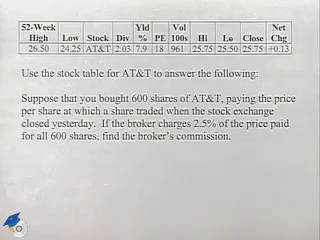 52-Week Yld Vol Net
High Low Stock Div % PE 100s Hi Lo Close Chg
26.50 24.25 AT&T 2.03 7.9 18 961 25.75 25.50 25.75 +0.13
Use the stock table for AT&T to answer the following:
Suppose that you bought 600 shares of AT&T, paying the price
per share at which a share traded when the stock exchange
closed yesterday. If the broker charges 2.5% of the price paid
for all 600 shares, find the broker's commission.